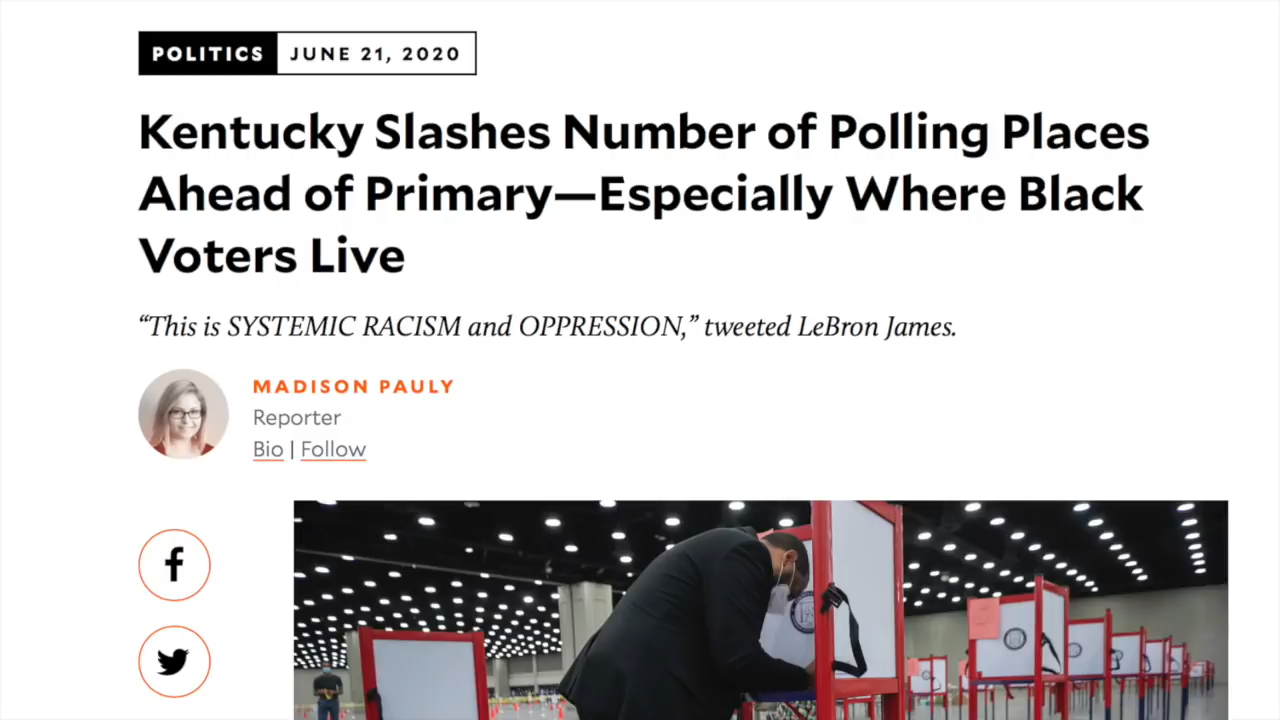 POLITICS JUNE 21, 2020
Kentucky Slashes Number of Polling Places
Ahead of Primary—Especially Where Black
Voters Live
“This is SYSTEMIC RACISM and OPPRESSION,” tweeted LeBron James.
MADISON PAULY
Reporter
Bio | Follow